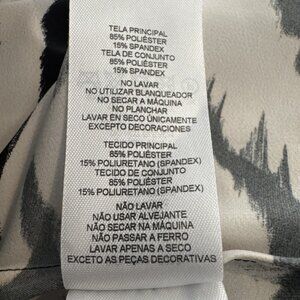 TELA PRINCIPAL
85% POLIÉSTER
15% SPANDEX
TELA DE CONJUNTO
85% POLIÉSTER
15% SPANDEX
NO LAVAR
NO UTILIZAR BLANQUEADOR
NO SECAR A MÁQUINA
NO PLANCHAR
LAVAR EN SECO ÚNICAMENTE
EXCEPTO DECORACIONES
TECIDO PRINCIPAL
85% POLIÉSTER
15% POLIURETANO (SPANDEX)
TECIDO DE CONJUNTO
85% POLIÉSTER
15% POLIURETANO (SPANDEX)
NÃO LAVAR
NÃO USAR ALVEJANTE
NÃO SECAR NA MÁQUINA
NÃO PASSAR A FERRO
LAVAR APENAS A SECO
EXCETO AS PEÇAS DECORATIVAS